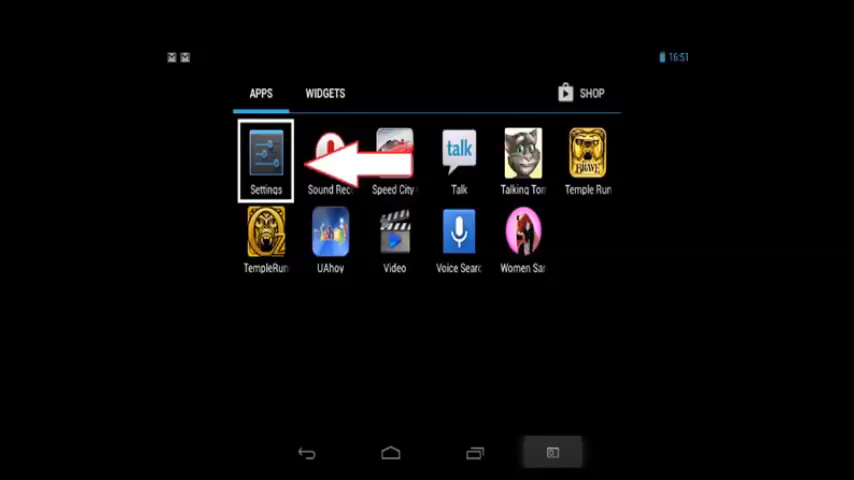 16:51
APPS WIDGETS SHOP
talk
BRAVE
Settings Sound Rec Speed City Talk Talking Tom Temple Run
TempleRun UAhoy Video Voice Searc Women Sar